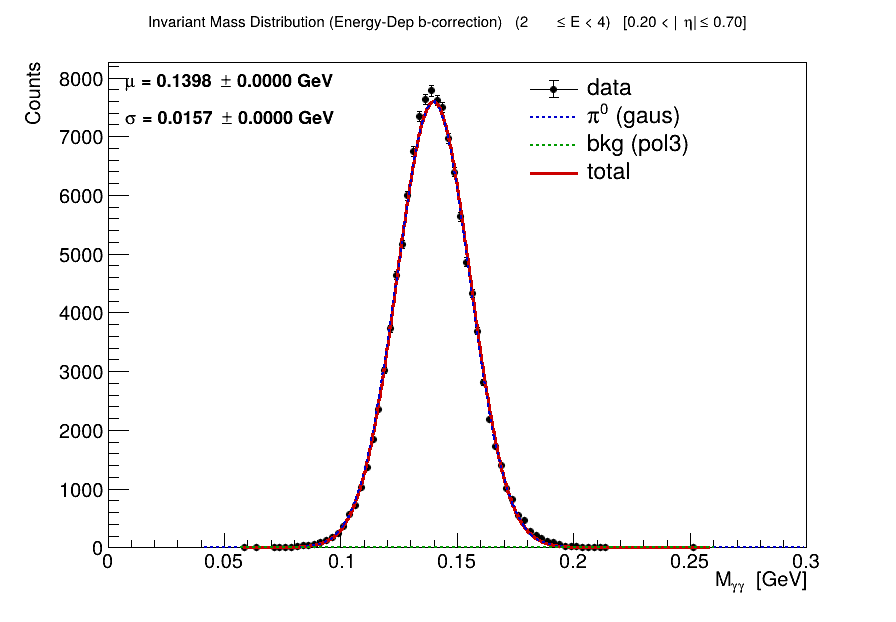 Invariant Mass Distribution (Energy-Dep b-correction) (2 ≤ E < 4) [0.20 < | η| ≤ 0.70]
Counts
8000
7000
6000
5000
4000
3000
2000
1000
0
μ = 0.1398 ± 0.0000 GeV
σ = 0.0157 ± 0.0000 GeV
data
π⁰ (gaus)
bkg (pol3)
total
0 0.05 0.1 0.15 0.2 0.25 0.3
M_γγ [GeV]